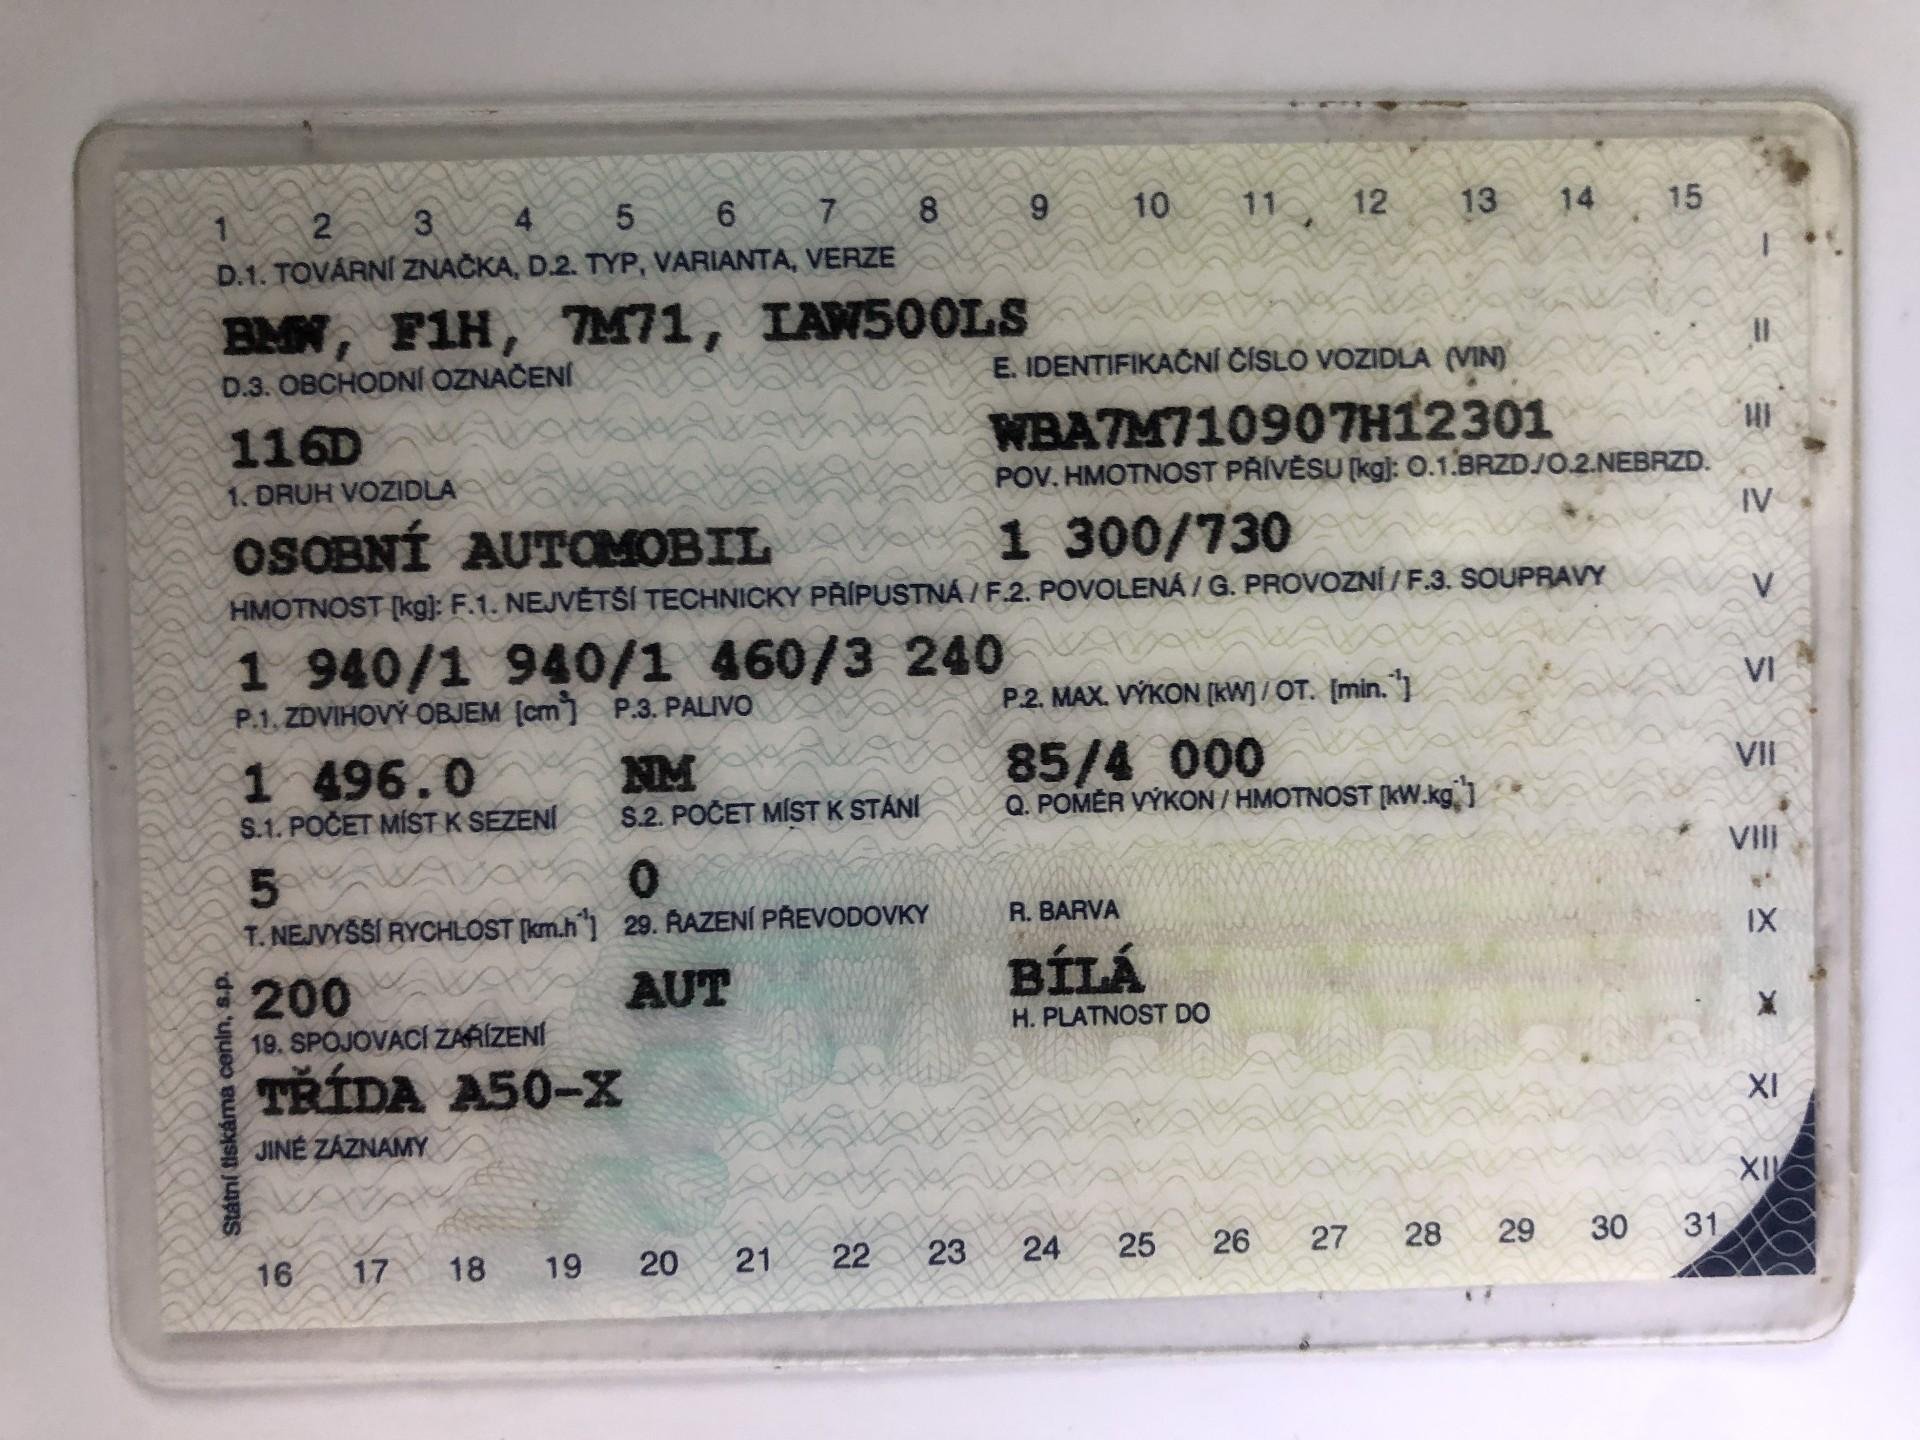 1 2 3 4 5 6 7 8 9 10 11 12 13 14 15
I
D.1. TOVÁRNÍ ZNAČKA, D.2. TYP, VARIANTA, VERZE
BMW, F1H, 7M71, IAW500LS
II
D.3. OBCHODNÍ OZNAČENÍ
E. IDENTIFIKAČNÍ ČÍSLO VOZIDLA (VIN)
116D
WBA7M710907H12301
III
1. DRUH VOZIDLA
POV. HMOTNOST PŘÍVĚSU [kg]: O.1.BRZD./O.2.NEBRZD.
IV
OSOBNÍ AUTOMOBIL
1 300/730
HMOTNOST [kg]: F.1. NEJVĚTŠÍ TECHNICKY PŘÍPUSTNÁ / F.2. POVOLENÁ / G. PROVOZNÍ / F.3. SOUPRAVY
V
1 940/1 940/1 460/3 240
VI
P.1. ZDVIHOVÝ OBJEM [cm³]
P.3. PALIVO
P.2. MAX. VÝKON [kW] / OT. [min.⁻¹]
1 496.0
NM
85/4 000
VII
S.1. POČET MÍST K SEZENÍ
S.2. POČET MÍST K STÁNÍ
Q. POMĚR VÝKON / HMOTNOST [kW.kg⁻¹]
VIII
5
0
T. NEJVYŠŠÍ RYCHLOST [km.h⁻¹]
29. ŘAZENÍ PŘEVODOVKY
R. BARVA
IX
200
AUT
BÍLÁ
X
19. SPOJOVACÍ ZAŘÍZENÍ
H. PLATNOST DO
TŘÍDA A50-X
XI
JINÉ ZÁZNAMY
XII
Státní tiskárna cenin, s.p.
16 17 18 19 20 21 22 23 24 25 26 27 28 29 30 31